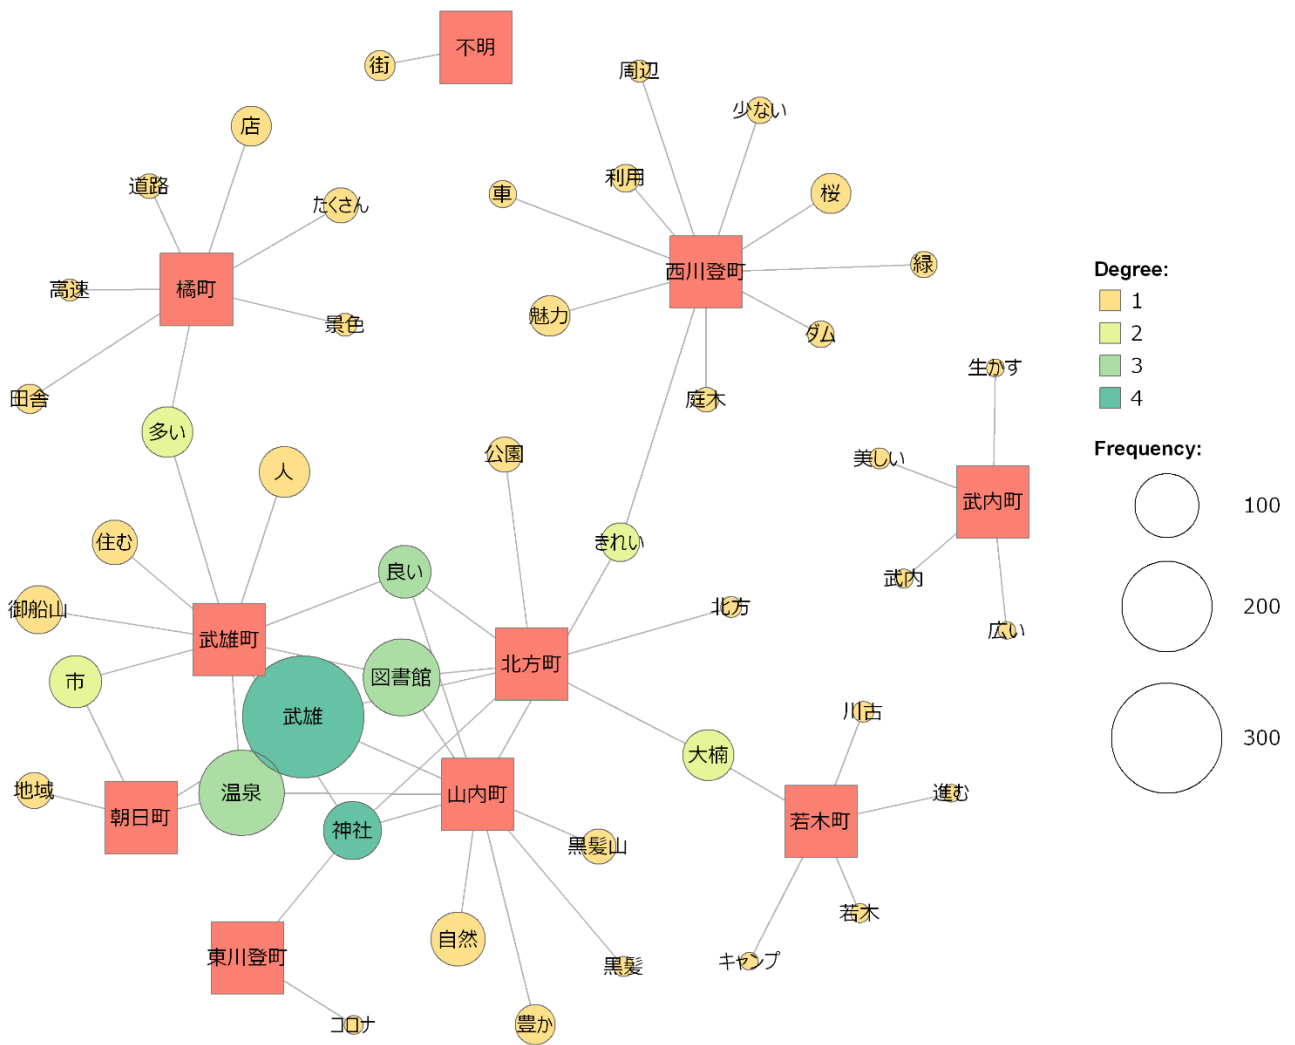 不明
街
周辺
少ない
店
道路
利用
車
桜
たくさん
緑
西川登町
高速
橘町
魅力
景色
ダム
生かす
田舎
庭木
多い
公園
美しい
人
武内町
住む
きれい
良い
武内
御船山
北方
広い
武雄町
北方町
図書館
市
武雄
川古
大楠
地域
温泉
山内町
進む
朝日町
神社
若木町
黒髪山
若木
自然
東川登町
黒髪
キャンプ
コロナ
豊か
Degree:
1
2
3
4
Frequency:
100
200
300